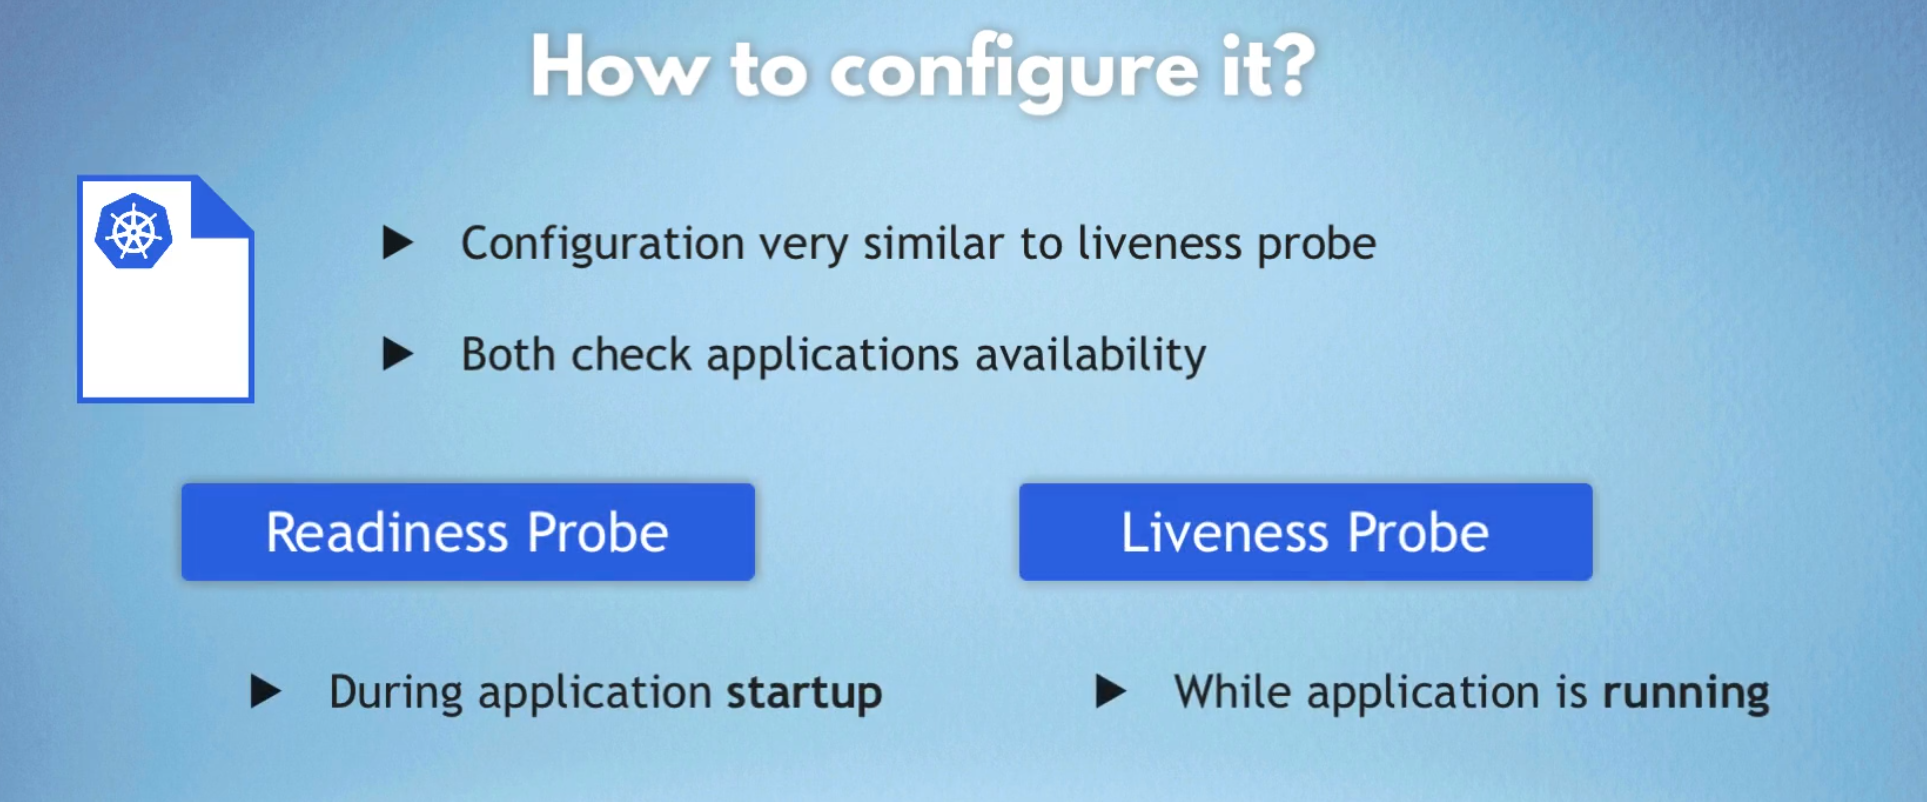 How to configure it?
Configuration very similar to liveness probe
Both check applications availability
Readiness Probe
Liveness Probe
During application startup
While application is running